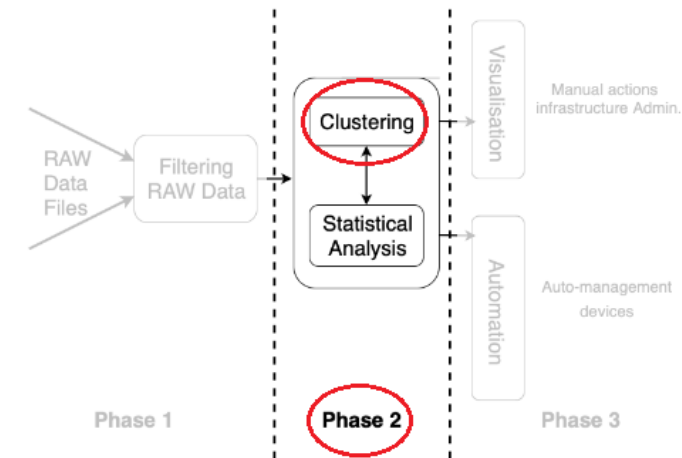 RAW
Data
Files
Filtering
RAW Data
Clustering
Statistical
Analysis
Visualisation
Manual actions
infrastructure Admin.
Automation
Auto-management
devices
Phase 1
Phase 2
Phase 3